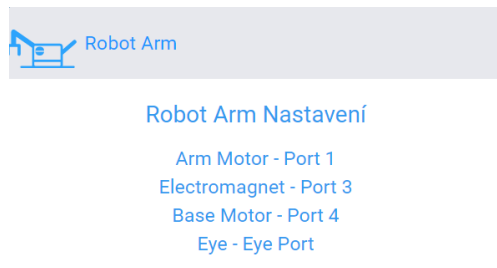 Robot Arm
Robot Arm Nastavení
Arm Motor - Port 1
Electromagnet - Port 3
Base Motor - Port 4
Eye - Eye Port